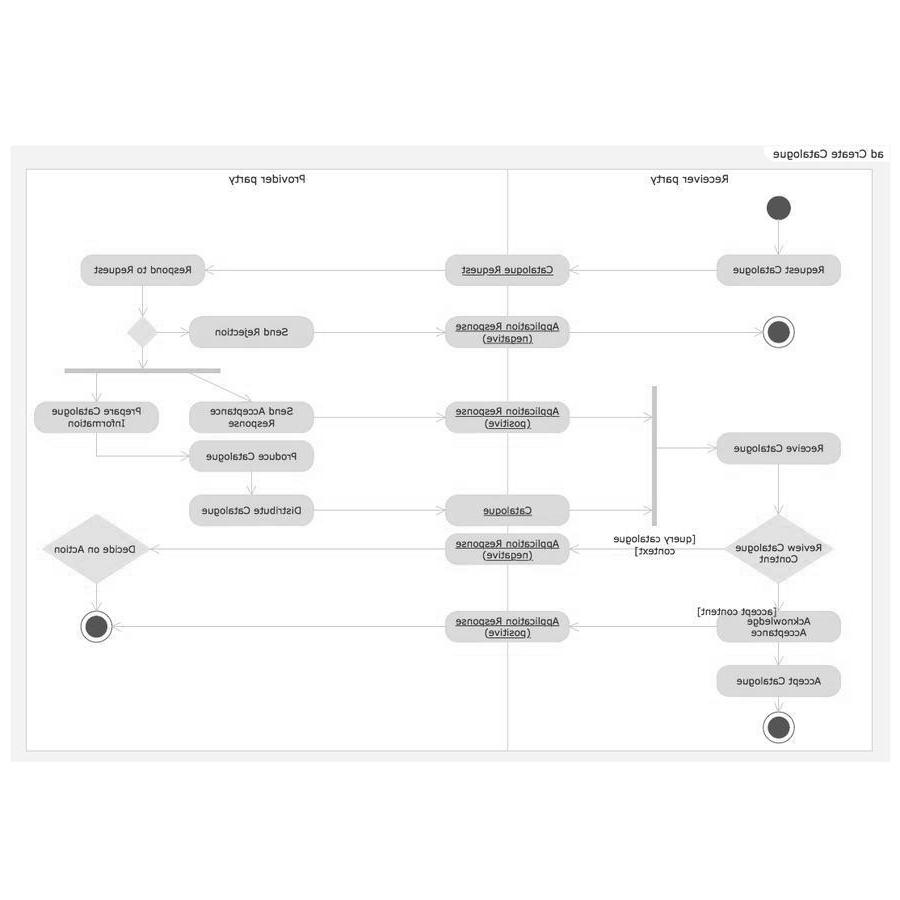 ad Create Catalogue
Receiver party
Provider party
Request Catalogue
Catalogue Request
Respond to Request
Application Response
(negative)
Send Rejection
Application Response
(positive)
Send Acceptance
Response
Prepare Catalogue
Information
Receive Catalogue
Produce Catalogue
Catalogue
Distribute Catalogue
Review Catalogue
Content
[query catalogue
context]
Application Response
(negative)
Decide on Action
[accept content]
Acknowledge
Acceptance
Application Response
(positive)
Accept Catalogue